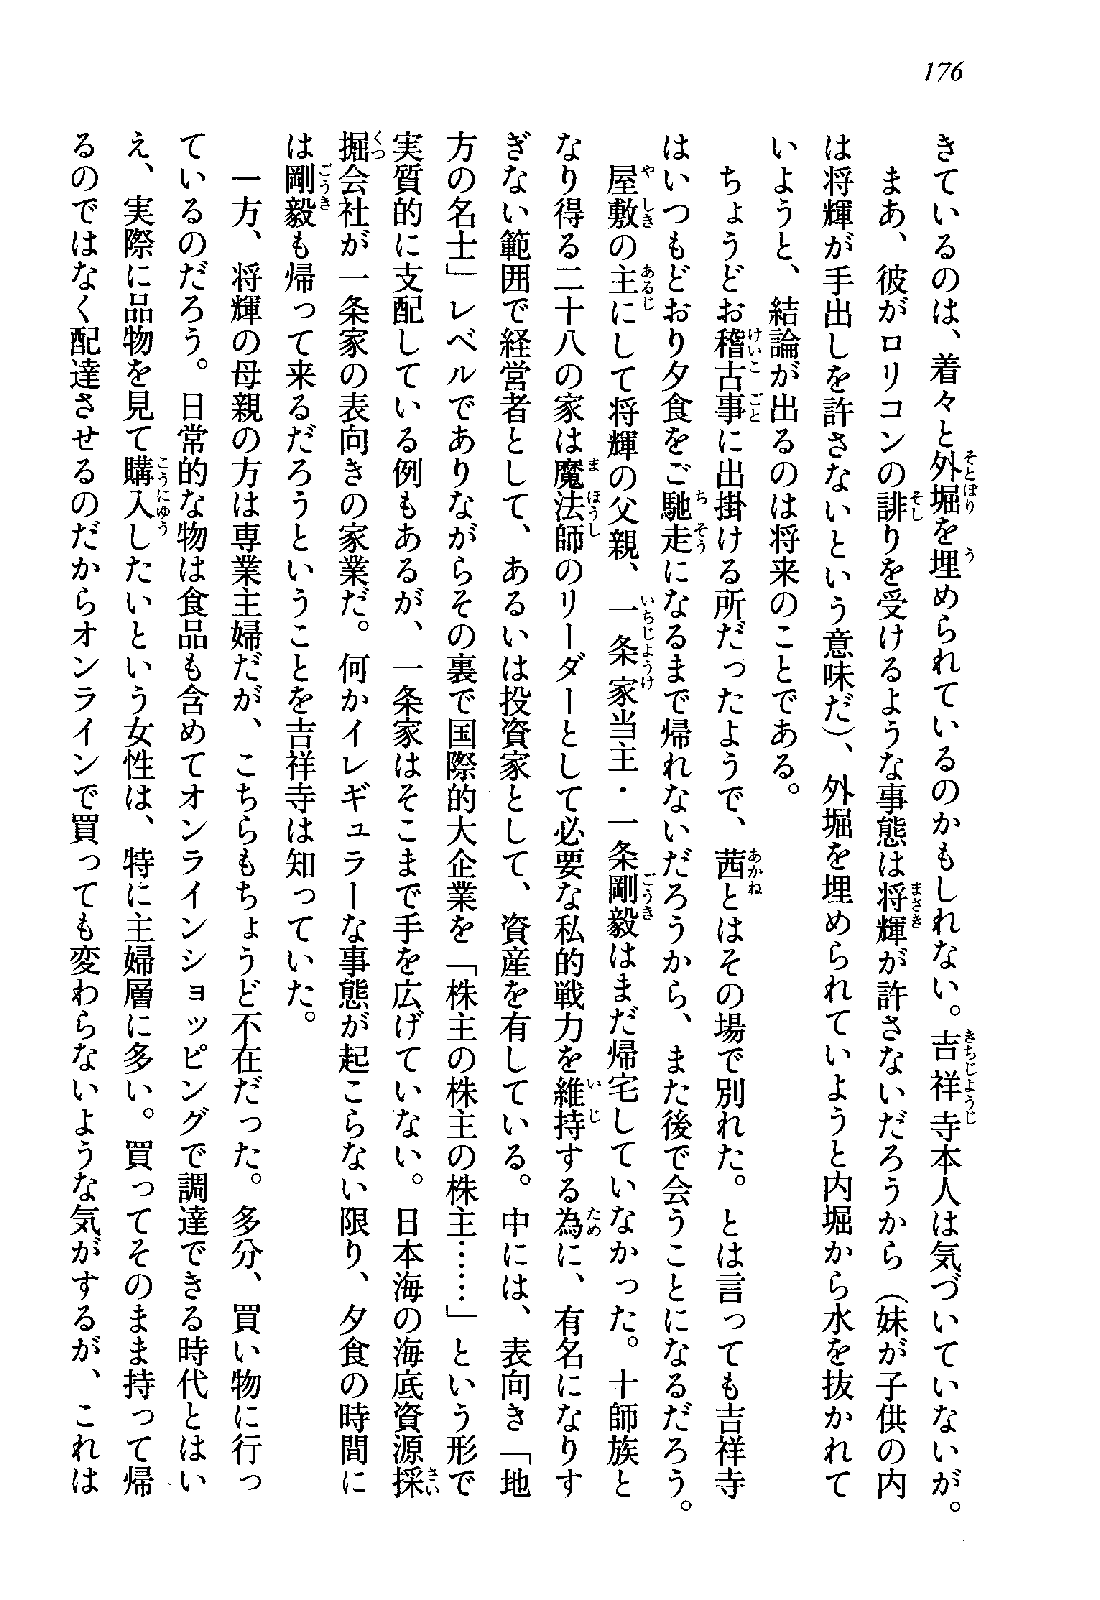 176
きているのは、着々と外堀を埋められているのかもしれない。吉祥寺本人は気づいていないが。
まあ、彼がロリコンの誹りを受けるような事態は将輝が許さないだろうから（妹が子供の内
は将輝が手出しを許さないという意味だ）、外堀を埋められていようと内堀から水を抜かれて
いようと、結論が出るのは将来のことである。
ちょうどお稽古事に出掛ける所だったようで、茜とはその場で別れた。とは言っても吉祥寺
はいつもどおり夕食をご馳走になるまで帰れないだろうから、また後で会うことになるだろう。
屋敷の主にして将輝の父親、一条家当主・一条剛毅はまだ帰宅していなかった。十師族と
なり得る二十八の家は魔法師のリーダーとして必要な私的戦力を維持する為に、有名になりす
ぎない範囲で経営者として、あるいは投資家として、資産を有している。中には、表向き「地
方の名士」レベルでありながらその裏で国際的大企業を「株主の株主の株主……」という形で
実質的に支配している例もあるが、一条家はそこまで手を広げていない。日本海の海底資源採
掘会社が一条家の表向きの家業だ。何かイレギュラーな事態が起こらない限り、夕食の時間に
は剛毅も帰って来るだろうということを吉祥寺は知っていた。
一方、将輝の母親の方は専業主婦だが、こちらもちょうど不在だった。多分、買い物に行っ
ているのだろう。日常的な物は食品も含めてオンラインショッピングで調達できる時代とはい
え、実際に品物を見て購入したいという女性は、特に主婦層に多い。買ってそのまま持って帰
るのではなく配達させるのだからオンラインで買っても変わらないような気がするが、これは